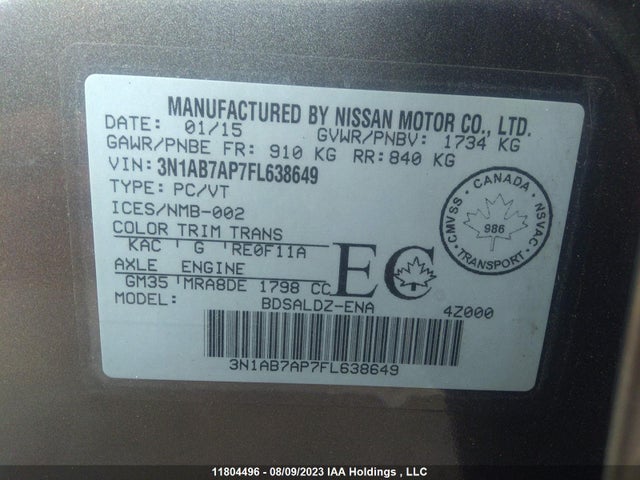 MANUFACTURED BY NISSAN MOTOR CO., LTD.
DATE: 01/15 GVWR/PNBV: 1734 KG
GAWR/PNBE FR: 910 KG RR: 840 KG
VIN: 3N1AB7AP7FL638649
TYPE: PC/VT
ICES/NMB-002
COLOR TRIM TRANS
KAC ' G ' RE0F11A
AXLE ENGINE
GM35 ' MRA8DE 1798 CC
MODEL: BDSALDZ-ENA 4Z000
EC
CANADA
CMVSS
NSVAC
986
TRANSPORT
3N1AB7AP7FL638649
11804496 - 08/09/2023 IAA Holdings , LLC